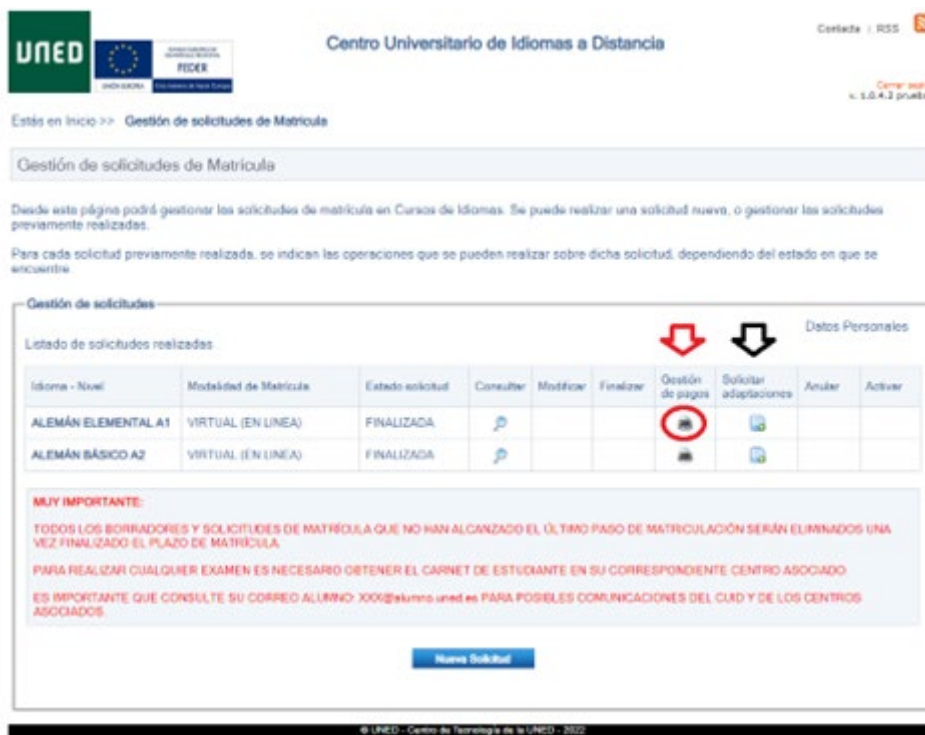 UNED
UNIÓN EUROPEA
FEDER
Centro Universitario de Idiomas a Distancia
Contacta | RSS
v. 1.0.4.2
Estás en Inicio >> Gestión de solicitudes de Matrícula
Gestión de solicitudes de Matrícula
Desde esta página podrá gestionar las solicitudes de matrícula en Cursos de Idiomas. Se puede realizar una solicitud nueva, o gestionar las solicitudes
previamente realizadas.
Para cada solicitud previamente realizada, se indican las operaciones que se pueden realizar sobre dicha solicitud, dependiendo del estado en que se
encuentre.
Gestión de solicitudes
Datos Personales
Listado de solicitudes realizadas
Idioma - Nivel Modalidad de Matrícula Estado solicitud Consultar Modificar Finalizar Gestión de pagos Solicitar adaptaciones Anular Activar
ALEMÁN ELEMENTAL A1 VIRTUAL (EN LINEA) FINALIZADA
ALEMÁN BÁSICO A2 VIRTUAL (EN LINEA) FINALIZADA
MUY IMPORTANTE:
TODOS LOS BORRADORES Y SOLICITUDES DE MATRÍCULA QUE NO HAN ALCANZADO EL ÚLTIMO PASO DE MATRICULACIÓN SERÁN ELIMINADOS UNA
VEZ FINALIZADO EL PLAZO DE MATRÍCULA.
PARA REALIZAR CUALQUIER EXAMEN ES NECESARIO OBTENER EL CARNET DE ESTUDIANTE EN SU CORRESPONDIENTE CENTRO ASOCIADO.
ES IMPORTANTE QUE CONSULTE SU CORREO ALUMNO: XXX@alumno.uned.es PARA POSIBLES COMUNICACIONES DEL CUID Y DE LOS CENTROS
ASOCIADOS.
Nueva Solicitud
© UNED - Centro de Tecnología de la UNED - 2022